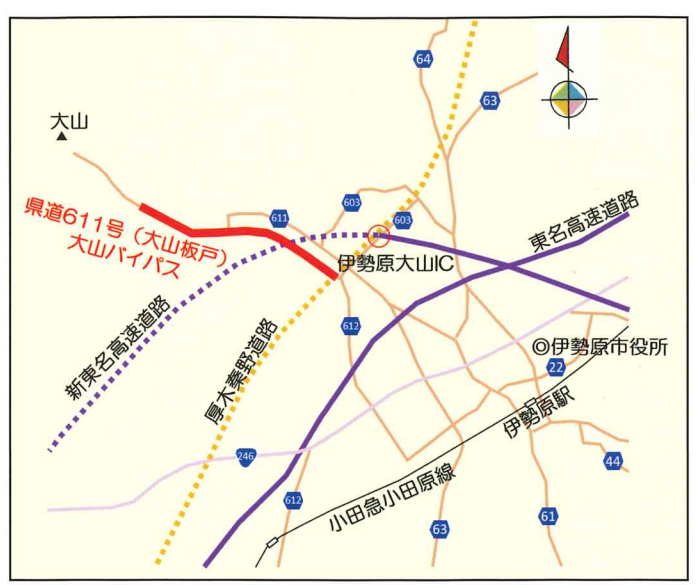 64
63
大山
603
611
603
県道611号（大山板戸）
大山バイパス
東名高速道路
伊勢原大山IC
新東名高速道路
厚木秦野道路
612
伊勢原市役所
22
伊勢原駅
246
44
612
小田急小田原線
63
61